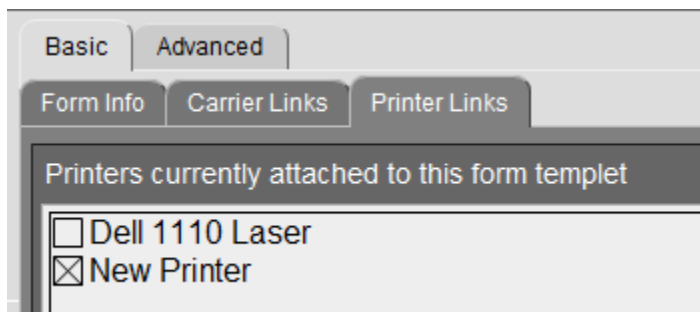 Basic Advanced
Form Info Carrier Links Printer Links
Printers currently attached to this form templet
Dell 1110 Laser
New Printer